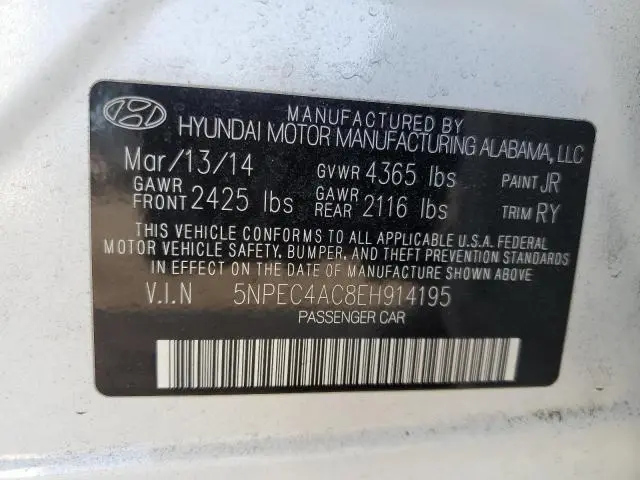 MANUFACTURED BY
HYUNDAI MOTOR MANUFACTURING ALABAMA, LLC
Mar/13/14 GVWR 4365 lbs PAINT JR
GAWR FRONT 2425 lbs GAWR REAR 2116 lbs TRIM RY
THIS VEHICLE CONFORMS TO ALL APPLICABLE U.S.A. FEDERAL
MOTOR VEHICLE SAFETY, BUMPER, AND THEFT PREVENTION STANDARDS
IN EFFECT ON THE DATE OF MANUFACTURE SHOWN ABOVE.
V.I.N 5NPEC4AC8EH914195
PASSENGER CAR